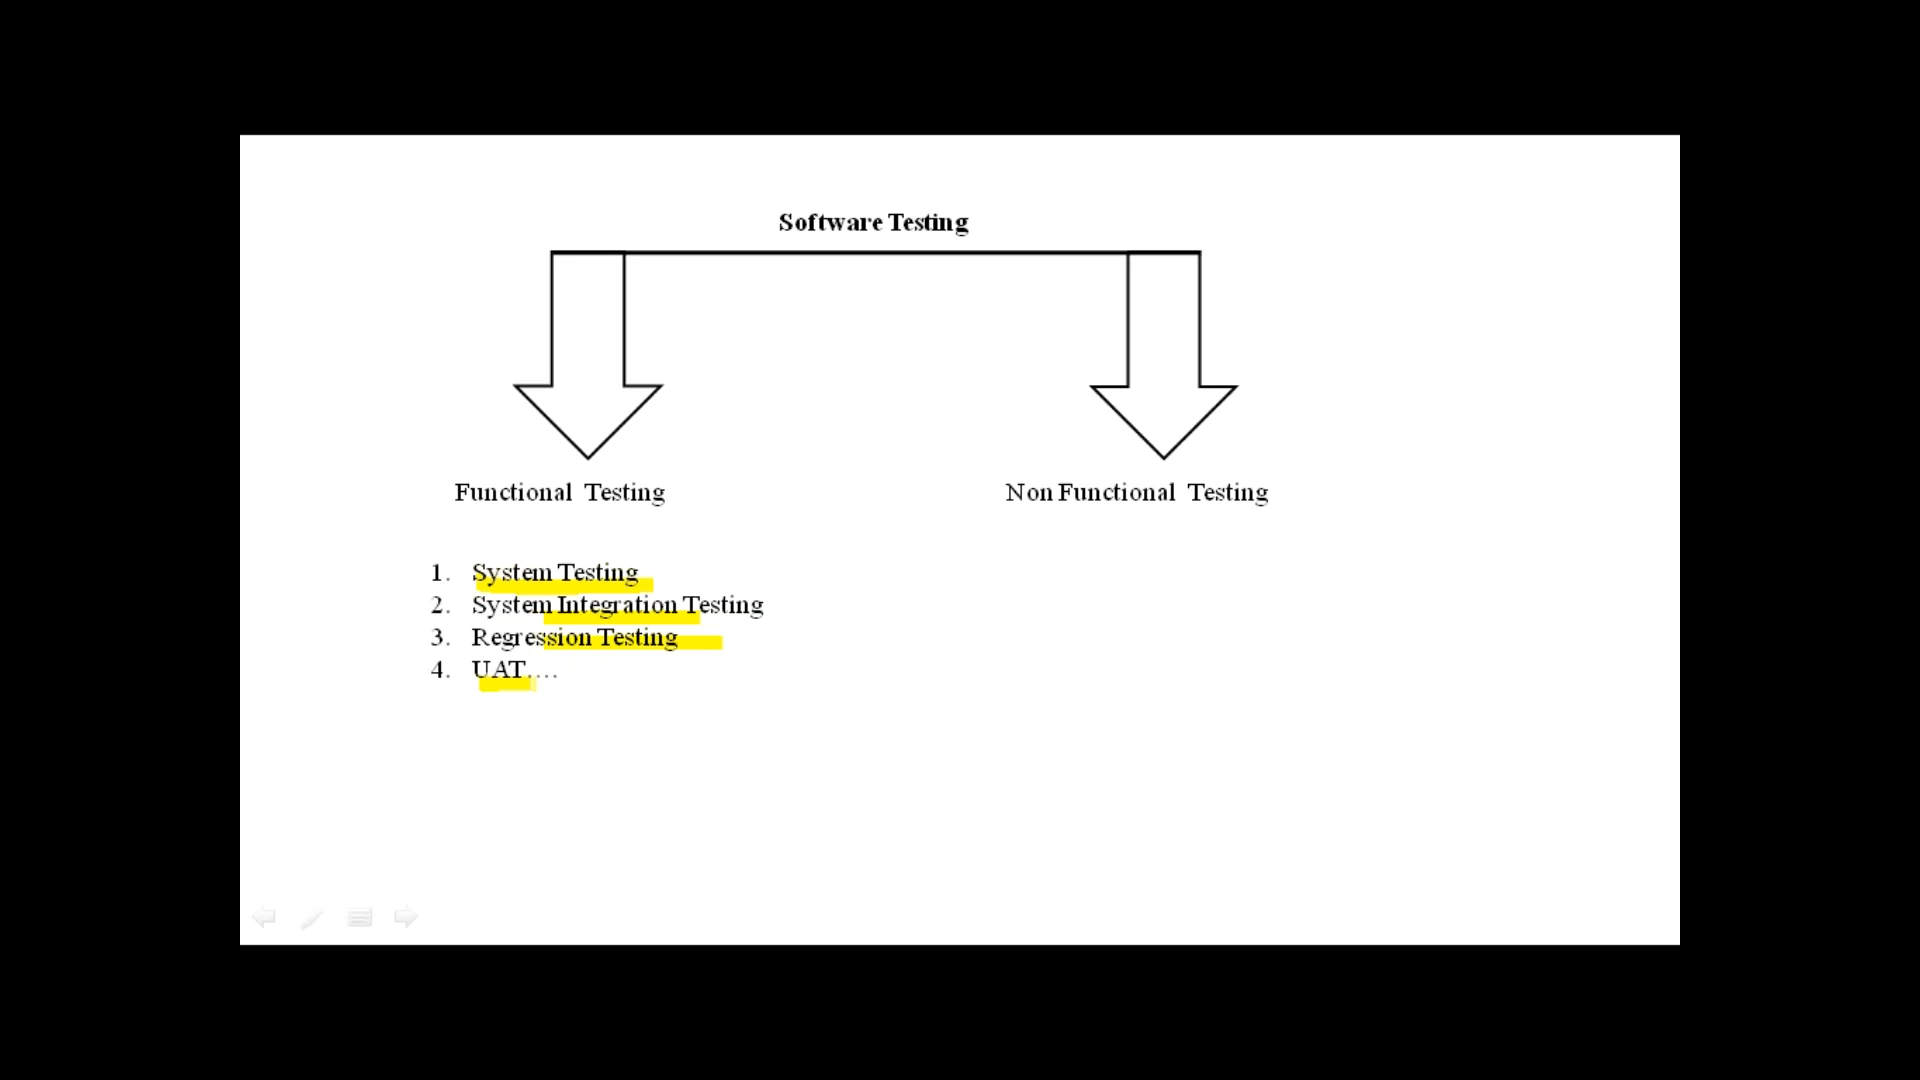 Software Testing
Functional Testing
Non Functional Testing
1. System Testing
2. System Integration Testing
3. Regression Testing
4. UAT....